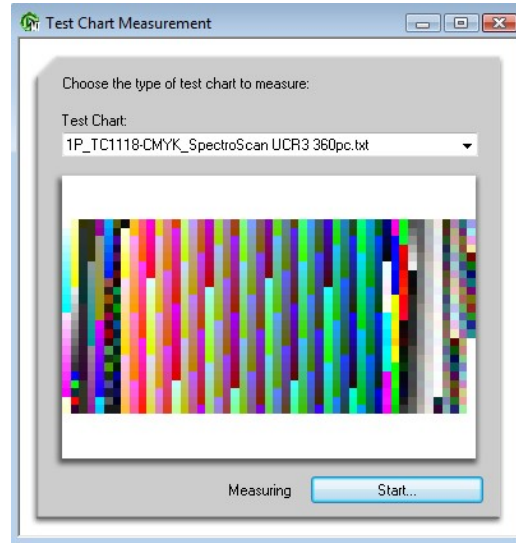 Test Chart Measurement
Choose the type of test chart to measure:
Test Chart:
1P_TC1118-CMYK_SpectroScan UCR3 360pc.txt
Measuring
Start...